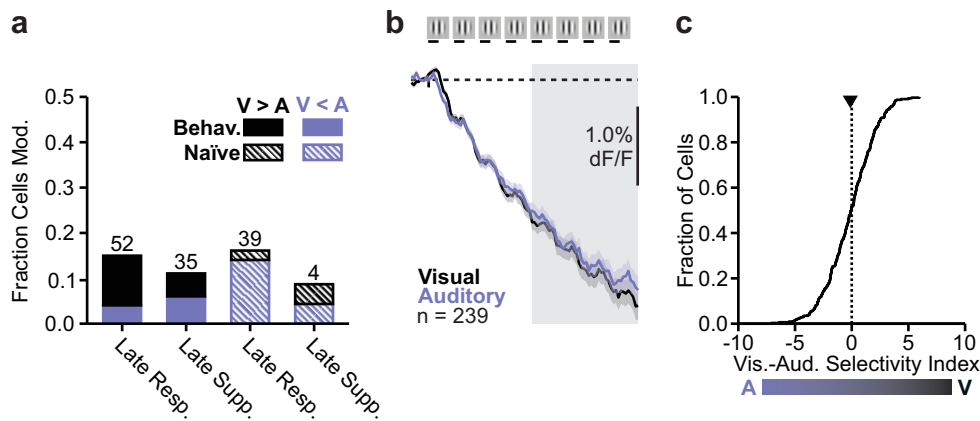 a
Fraction Cells Mod.
0.5
0.4
0.3
0.2
0.1
0.0
V > A V < A
Behav.
Naïve
52
35
39
4
Late Resp.
Late Supp.
Late Resp.
Late Supp.
b
1.0%
dF/F
Visual
Auditory
n = 239
c
Fraction of Cells
1.0
0.8
0.6
0.4
0.2
0.0
-10 -5 0 5 10
Vis.-Aud. Selectivity Index
A V